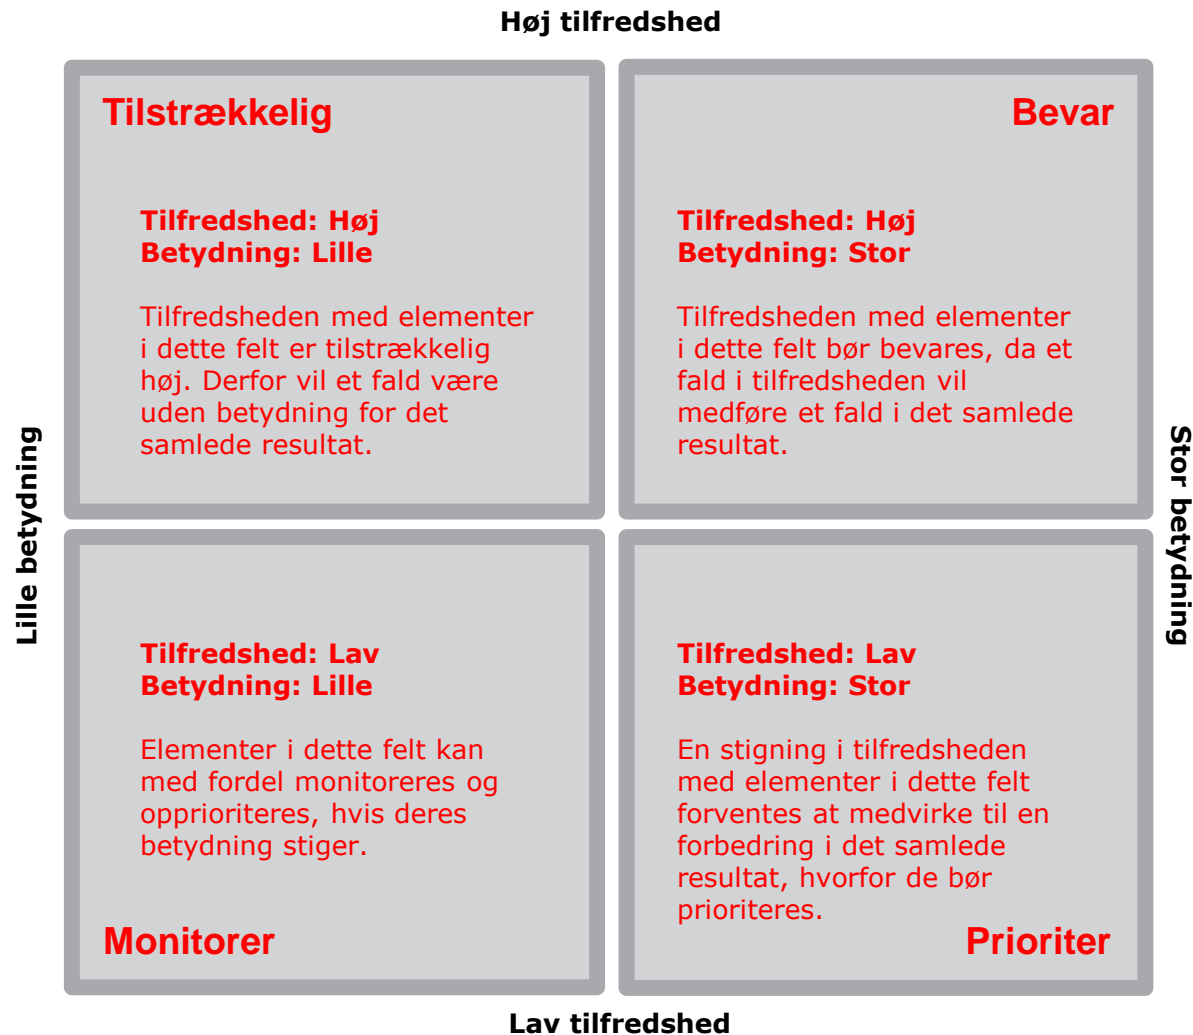 Høj tilfredshed
Tilstrækkelig
Tilfredshed: Høj
Betydning: Lille
Tilfredsheden med elementer
i dette felt er tilstrækkelig
høj. Derfor vil et fald være
uden betydning for det
samlede resultat.
Bevar
Tilfredshed: Høj
Betydning: Stor
Tilfredsheden med elementer
i dette felt bør bevares, da et
fald i tilfredsheden vil
medføre et fald i det samlede
resultat.
Lille betydning
Stor betydning
Tilfredshed: Lav
Betydning: Lille
Elementer i dette felt kan
med fordel monitoreres og
opprioriteres, hvis deres
betydning stiger.
Monitorer
Tilfredshed: Lav
Betydning: Stor
En stigning i tilfredsheden
med elementer i dette felt
forventes at medvirke til en
forbedring i det samlede
resultat, hvorfor de bør
prioriteres.
Prioriter
Lav tilfredshed